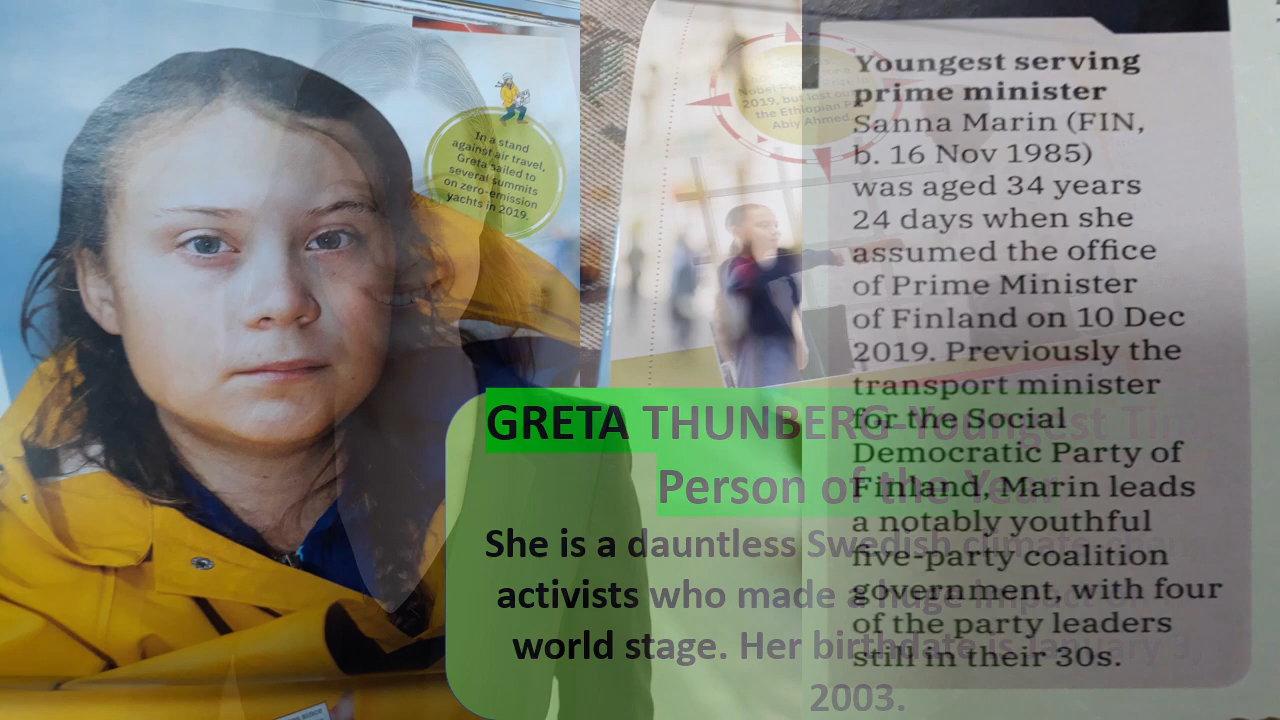 In a stand
against air travel,
Greta sailed to
several summits
on zero-emission
yachts in 2019.
2019, but lost out
the Ethiopian P
Abiy Ahmed
GRETA THUNBERG-Youngest Tim
Person of the Year
She is a dauntless Swedish climate chan
activists who made a huge impact
world stage. Her birthdate is January 3,
2003.
Youngest serving
prime minister
Sanna Marin (FIN,
b. 16 Nov 1985)
was aged 34 years
24 days when she
assumed the office
of Prime Minister
of Finland on 10 Dec
2019. Previously the
transport minister
for the Social
Democratic Party of
Finland, Marin leads
a notably youthful
five-party coalition
government, with four
of the party leaders
still in their 30s.